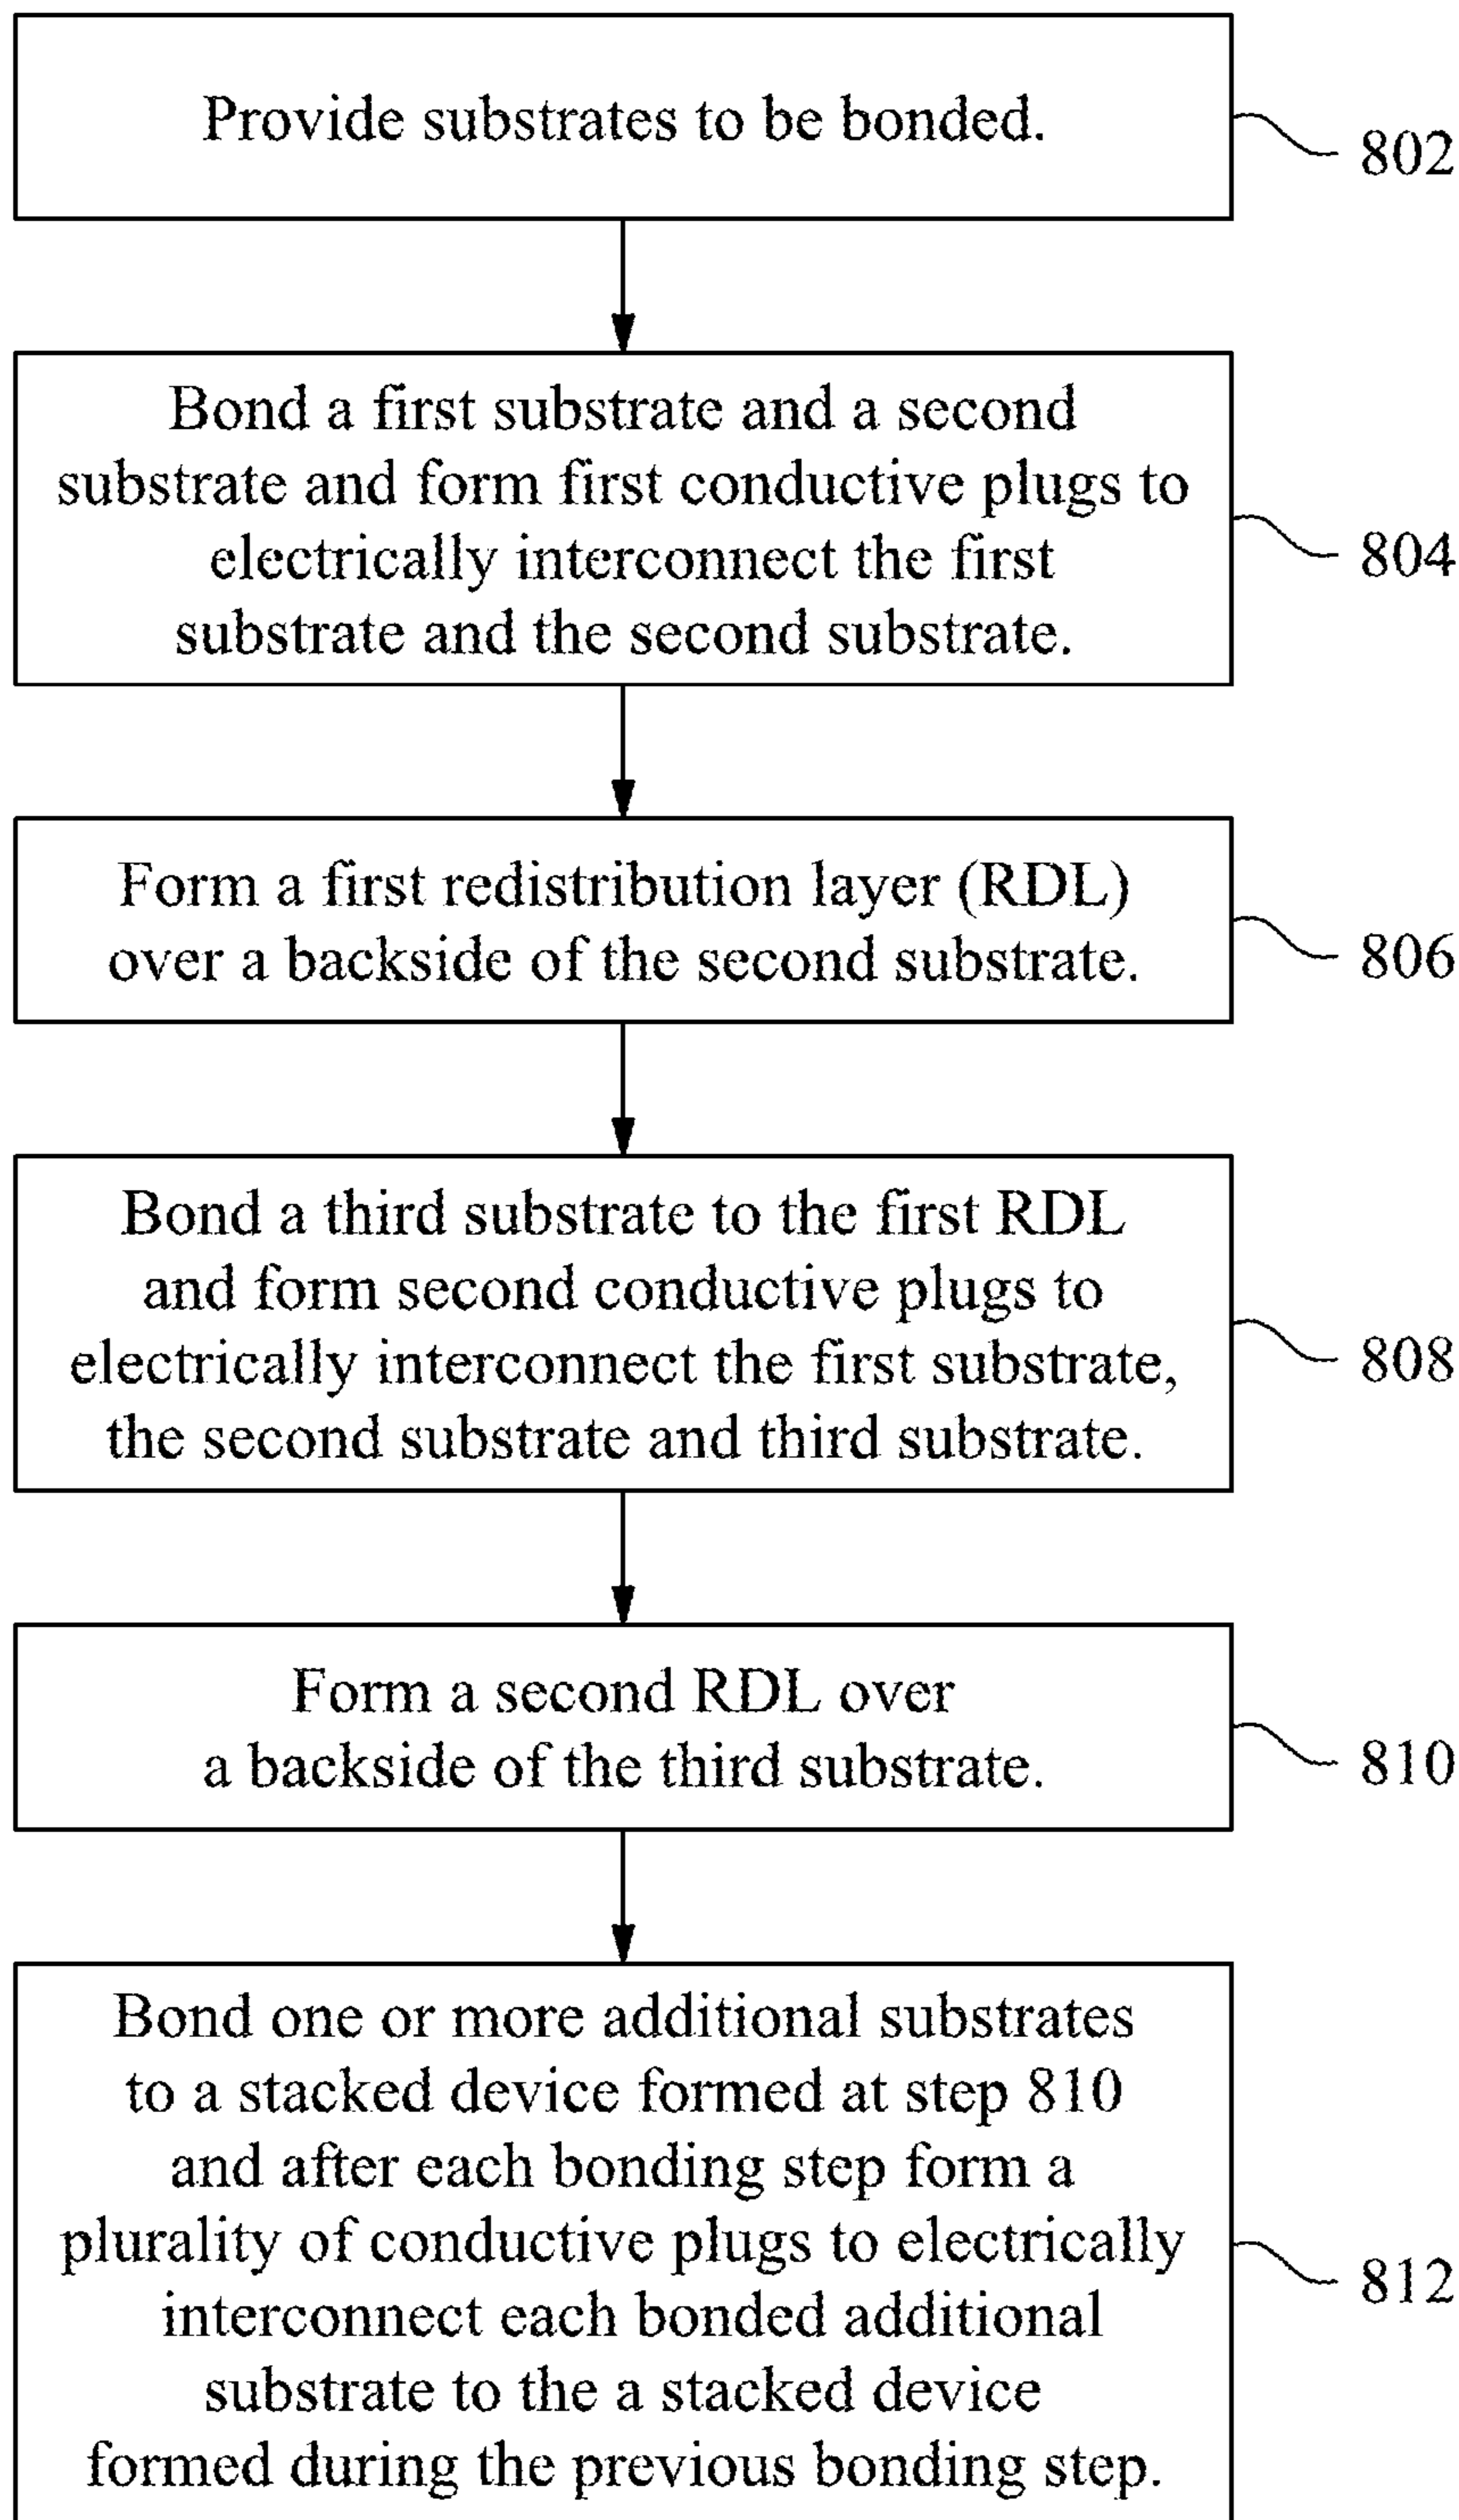 Provide substrates to be bonded.
802
Bond a first substrate and a second
substrate and form first conductive plugs to
electrically interconnect the first
substrate and the second substrate.
804
Form a first redistribution layer (RDL)
over a backside of the second substrate.
806
Bond a third substrate to the first RDL
and form second conductive plugs to
electrically interconnect the first substrate,
the second substrate and third substrate.
808
Form a second RDL over
a backside of the third substrate.
810
Bond one or more additional substrates
to a stacked device formed at step 810
and after each bonding step form a
plurality of conductive plugs to electrically
interconnect each bonded additional
substrate to the a stacked device
formed during the previous bonding step.
812